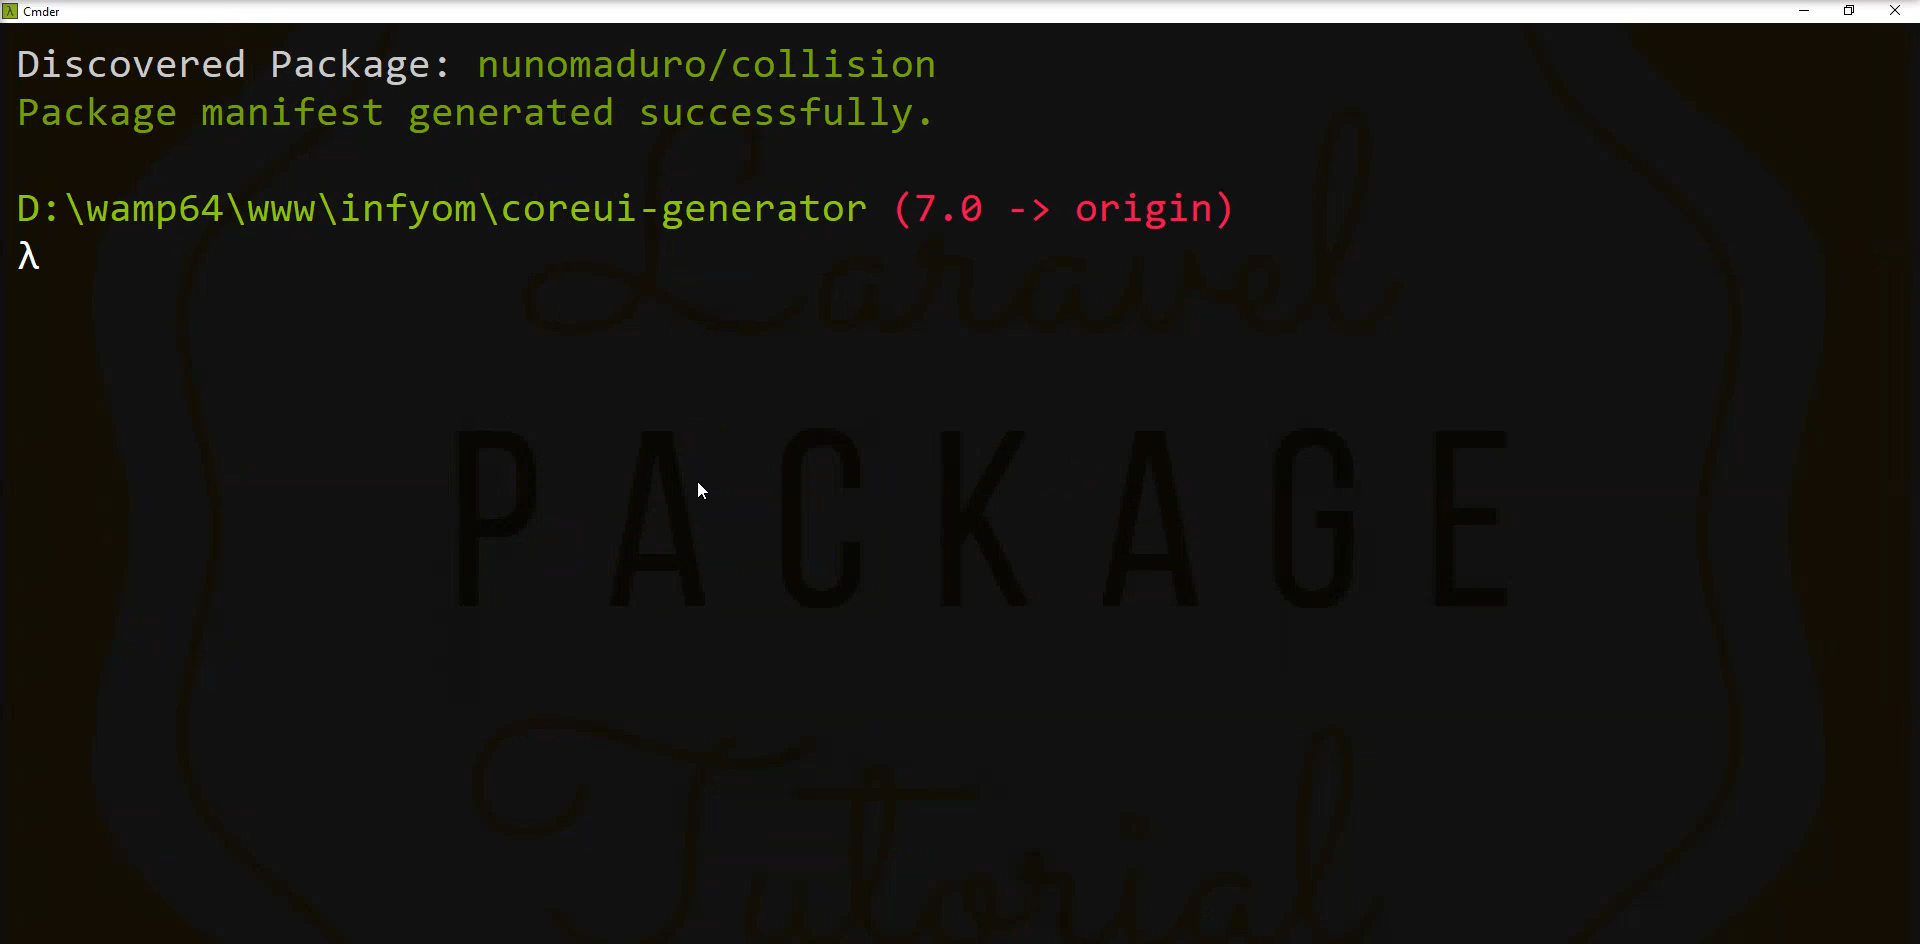 Cmder
Discovered Package: nunomaduro/collision
Package manifest generated successfully.
D:\wamp64\www\infyom\coreui-generator (7.0 -> origin)
λ
Laravel
PACKAGE
Tutorial